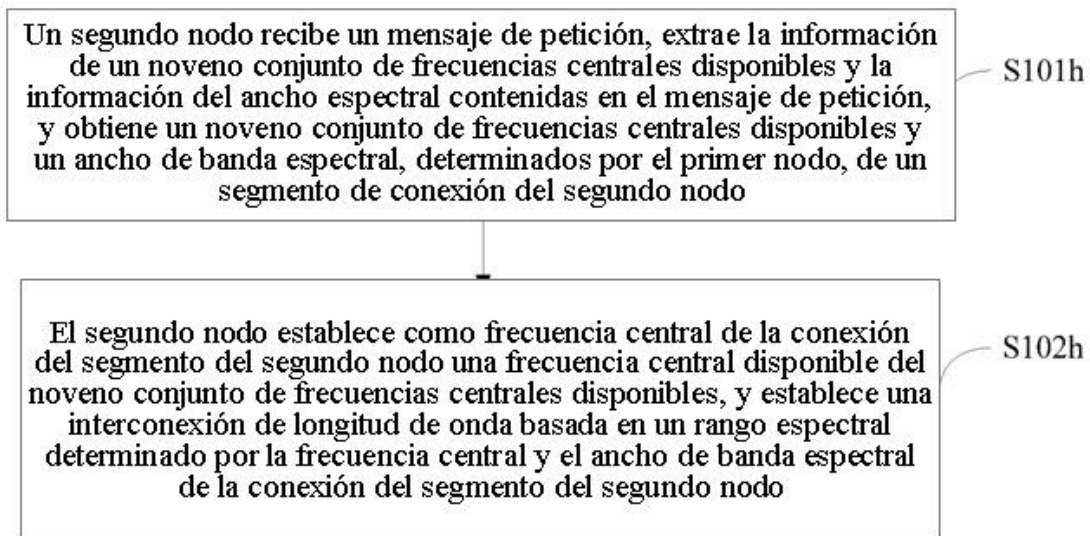 Un segundo nodo recibe un mensaje de petición, extrae la información
de un noveno conjunto de frecuencias centrales disponibles y la
información del ancho espectral contenidas en el mensaje de petición,
y obtiene un noveno conjunto de frecuencias centrales disponibles y
un ancho de banda espectral, determinados por el primer nodo, de un
segmento de conexión del segundo nodo
S101h
El segundo nodo establece como frecuencia central de la conexión
del segmento del segundo nodo una frecuencia central disponible del
noveno conjunto de frecuencias centrales disponibles, y establece una
interconexión de longitud de onda basada en un rango espectral
determinado por la frecuencia central y el ancho de banda espectral
de la conexión del segmento del segundo nodo
S102h